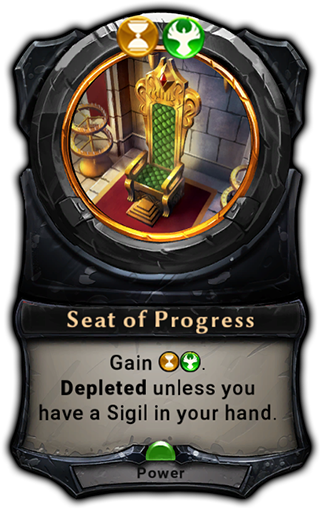 Seat of Progress
Gain .
Depleted unless you
have a Sigil in your hand.
Power